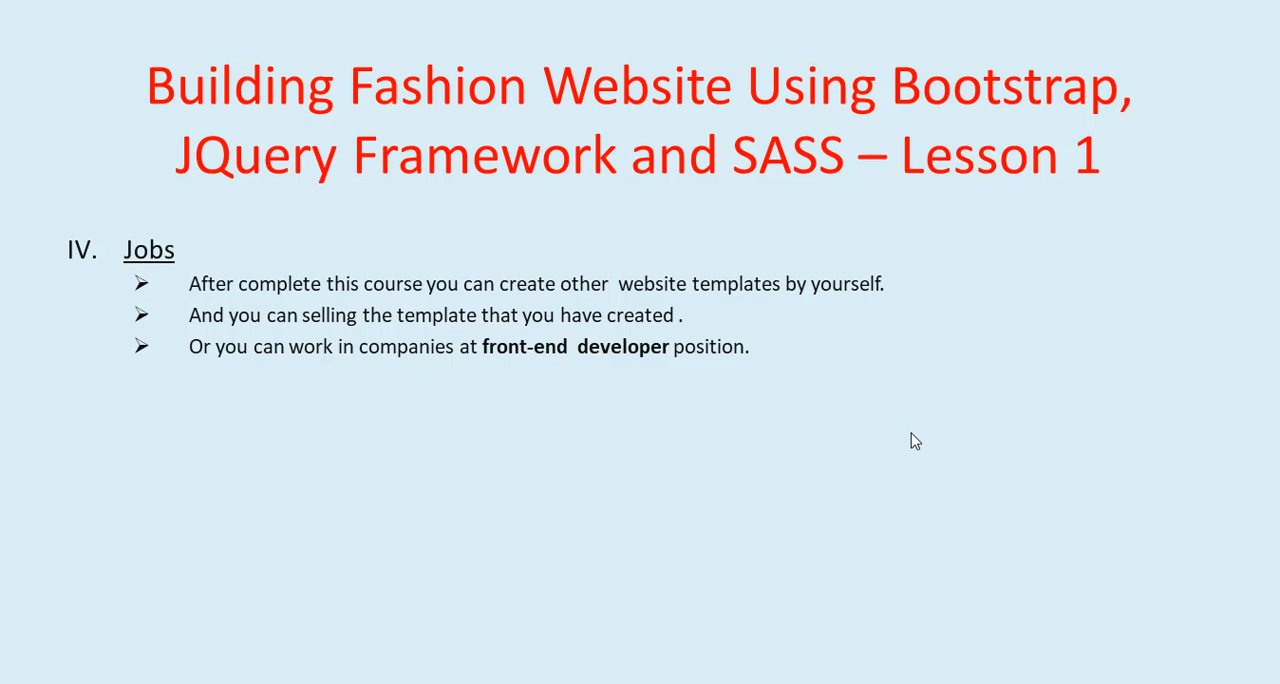 Building Fashion Website Using Bootstrap,
JQuery Framework and SASS – Lesson 1
IV. Jobs
➢ After complete this course you can create other  website templates by yourself.
➢ And you can selling the template that you have created .
➢ Or you can work in companies at front-end  developer position.